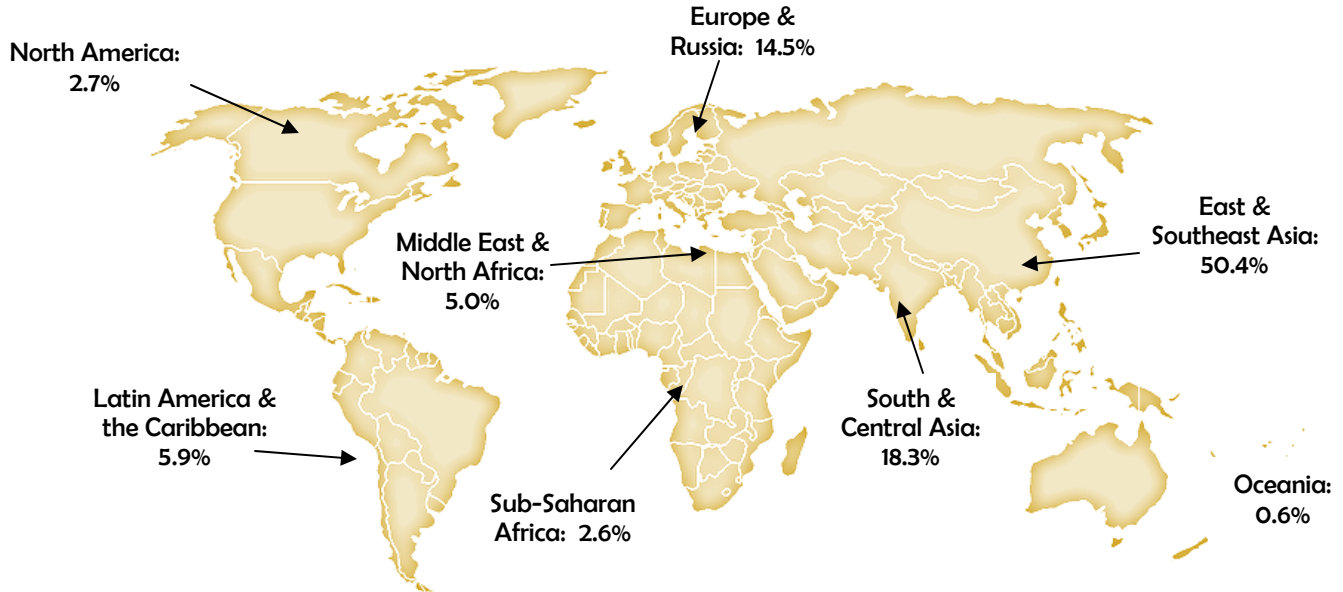 North America:
2.7%
Europe &
Russia: 14.5%
Middle East &
North Africa:
5.0%
East &
Southeast Asia:
50.4%
Latin America &
the Caribbean:
5.9%
Sub-Saharan
Africa: 2.6%
South &
Central Asia:
18.3%
Oceania:
0.6%